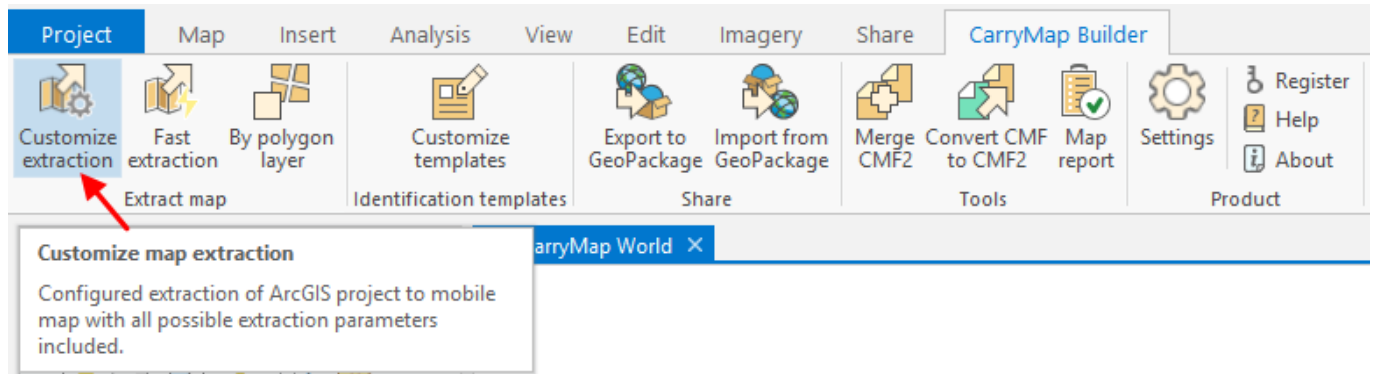 Project Map Insert Analysis View Edit Imagery Share CarryMap Builder
Customize extraction
Fast extraction
By polygon layer
Extract map
Customize templates
Identification templates
Export to GeoPackage
Import from GeoPackage
Share
Merge CMF2
Convert CMF to CMF2
Map report
Tools
Settings
Register
Help
About
Product
arryMap World
Customize map extraction
Configured extraction of ArcGIS project to mobile
map with all possible extraction parameters
included.